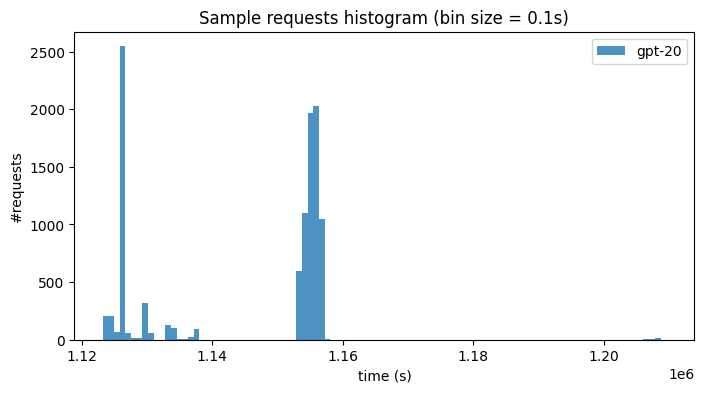 Sample requests histogram (bin size = 0.1s)
gpt-20
#requests
2500
2000
1500
1000
500
0
1.12 1.14 1.16 1.18 1.20
1e6
time (s)